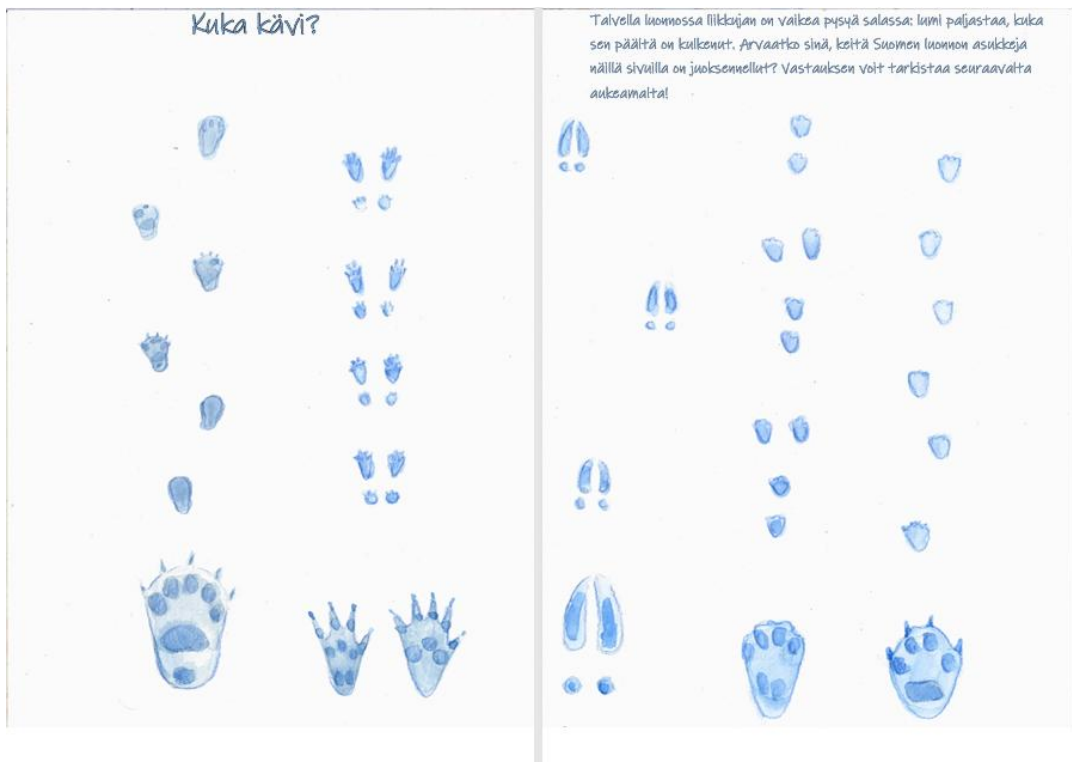 Kuka kävi?
Talvella luonnossa liikkujan on vaikea pysyä salassa: lumi paljastaa, kuka
sen päältä on kulkenut. Arvaatko sinä, keitä Suomen luonnon asukkeja
näillä sivuilla on juoksennellut? Vastauksen voit tarkistaa seuraavalta
aukeamalta!